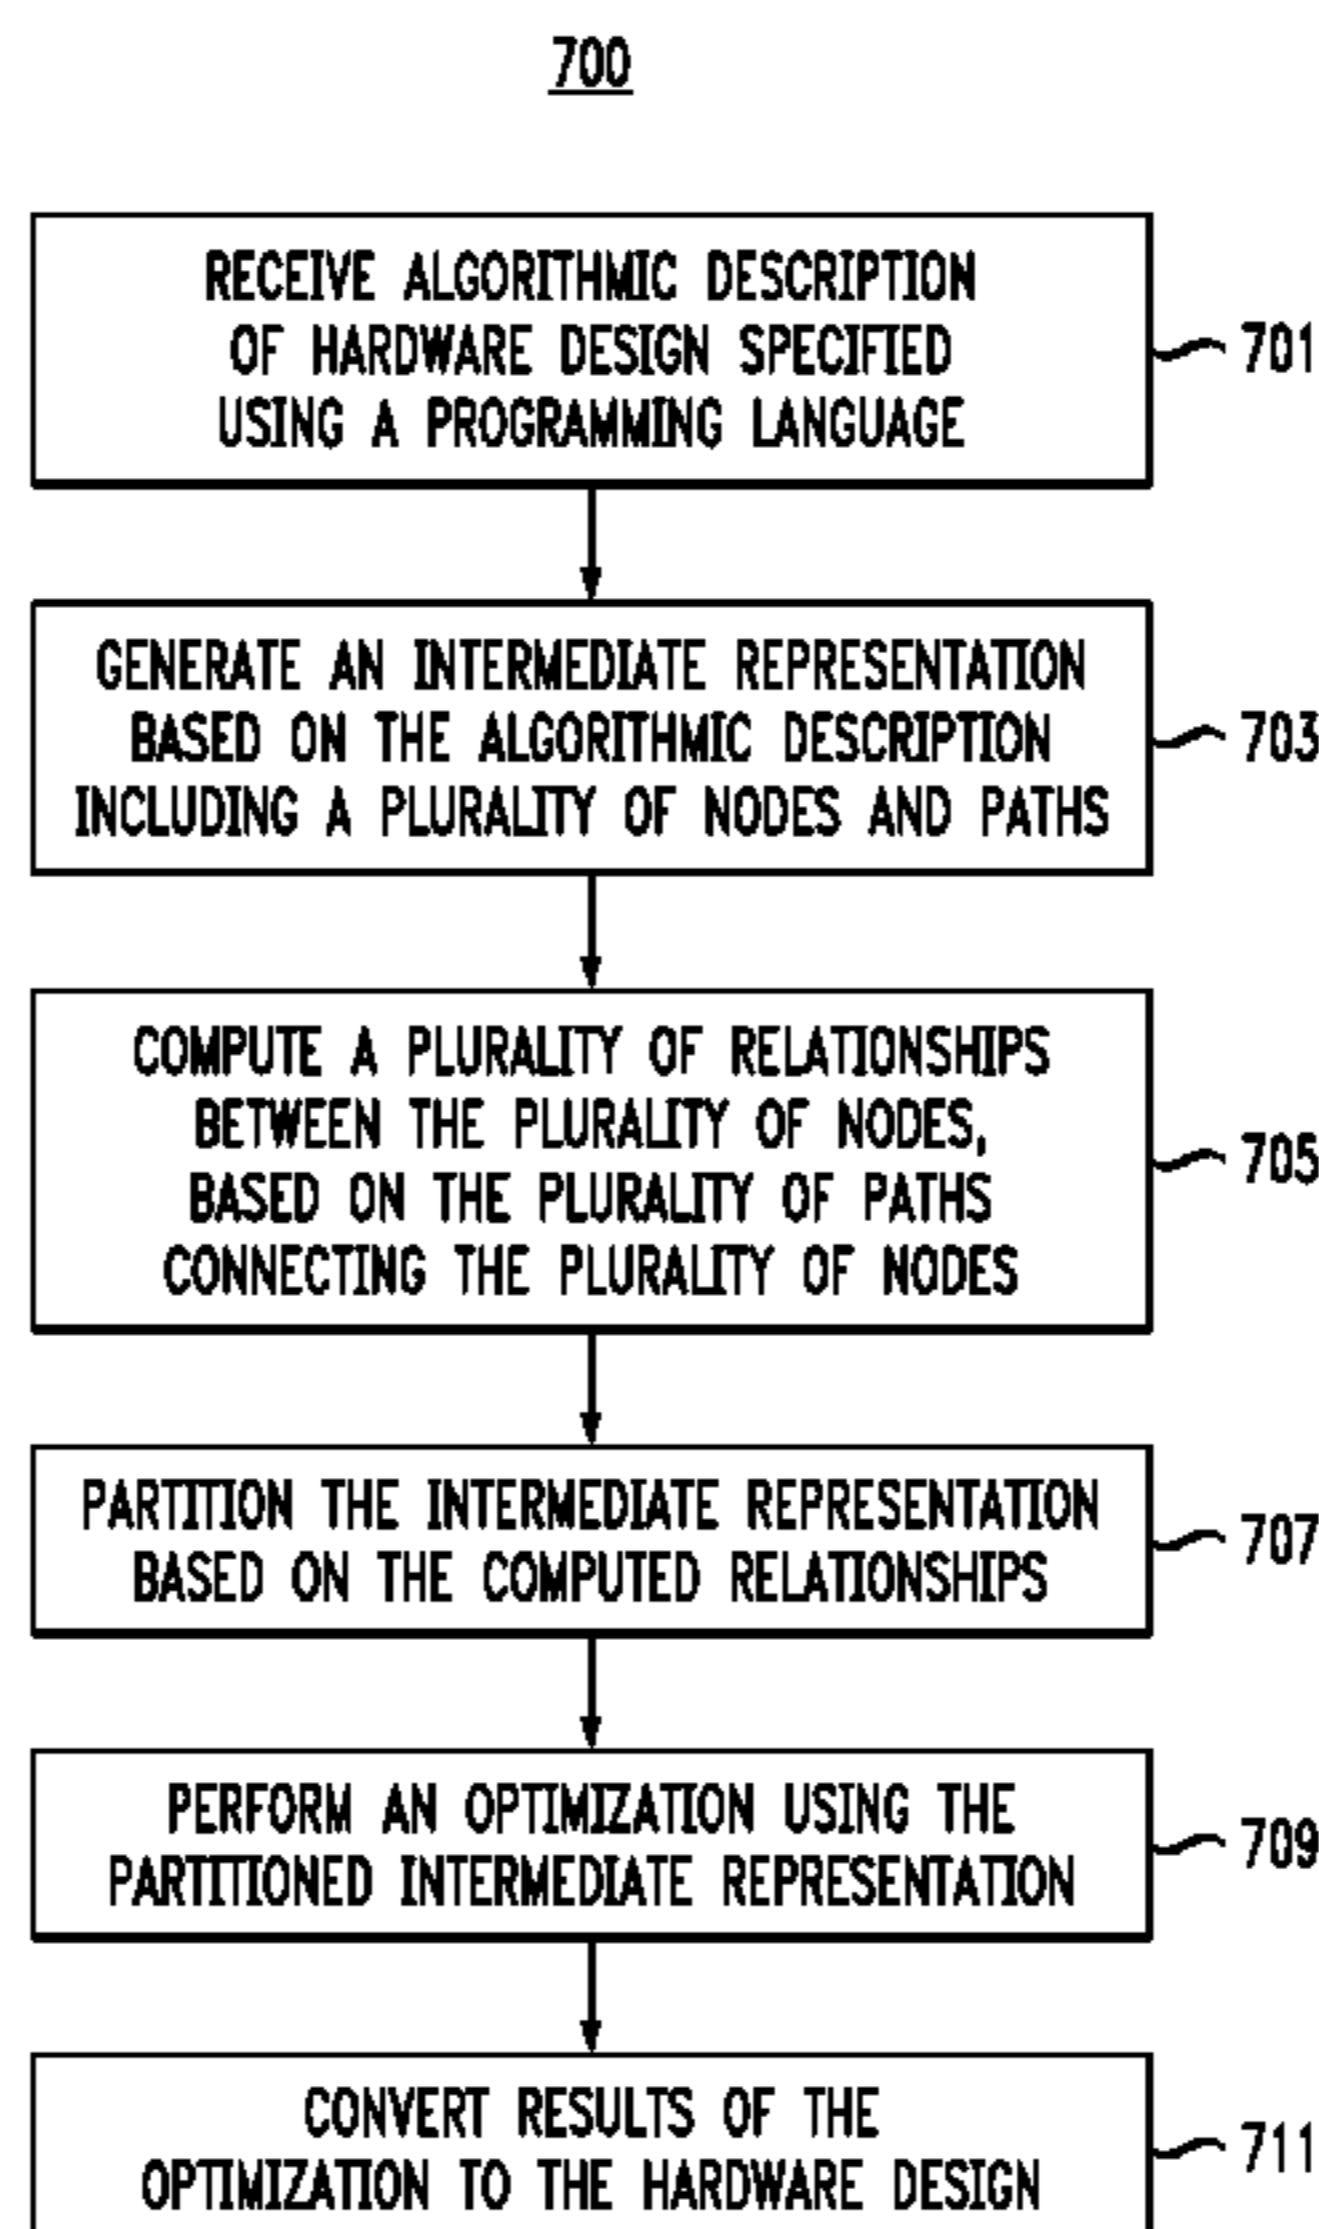 700
RECEIVE ALGORITHMIC DESCRIPTION
OF HARDWARE DESIGN SPECIFIED
USING A PROGRAMMING LANGUAGE
701
GENERATE AN INTERMEDIATE REPRESENTATION
BASED ON THE ALGORITHMIC DESCRIPTION
INCLUDING A PLURALITY OF NODES AND PATHS
703
COMPUTE A PLURALITY OF RELATIONSHIPS
BETWEEN THE PLURALITY OF NODES,
BASED ON THE PLURALITY OF PATHS
CONNECTING THE PLURALITY OF NODES
705
PARTITION THE INTERMEDIATE REPRESENTATION
BASED ON THE COMPUTED RELATIONSHIPS
707
PERFORM AN OPTIMIZATION USING THE
PARTITIONED INTERMEDIATE REPRESENTATION
709
CONVERT RESULTS OF THE
OPTIMIZATION TO THE HARDWARE DESIGN
711